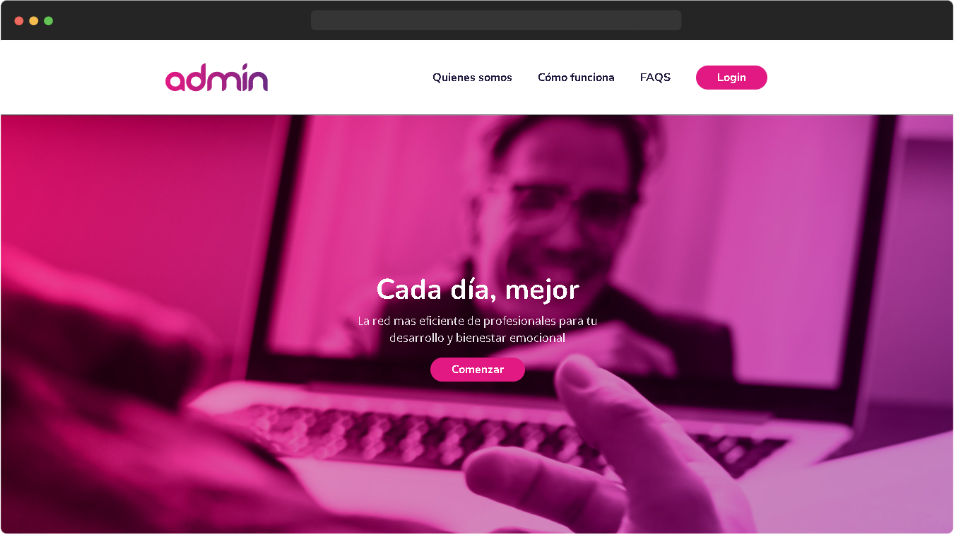 admin
Quienes somos
Cómo funciona
FAQS
Login
Cada día, mejor
La red mas eficiente de profesionales para tu
desarrollo y bienestar emocional
Comenzar